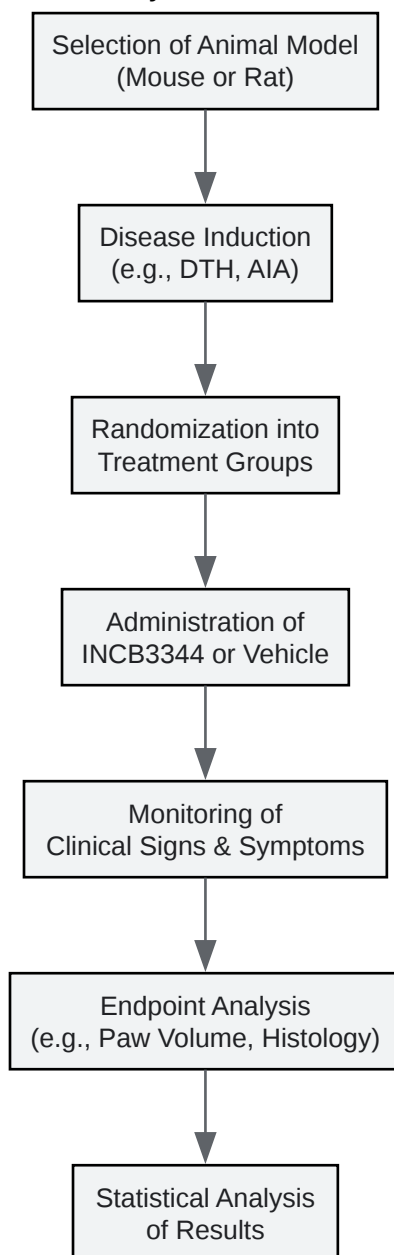 Selection of Animal Model
(Mouse or Rat)
Disease Induction
(e.g., DTH, AIA)
Randomization into
Treatment Groups
Administration of
INCB3344 or Vehicle
Monitoring of
Clinical Signs & Symptoms
Endpoint Analysis
(e.g., Paw Volume, Histology)
Statistical Analysis
of Results